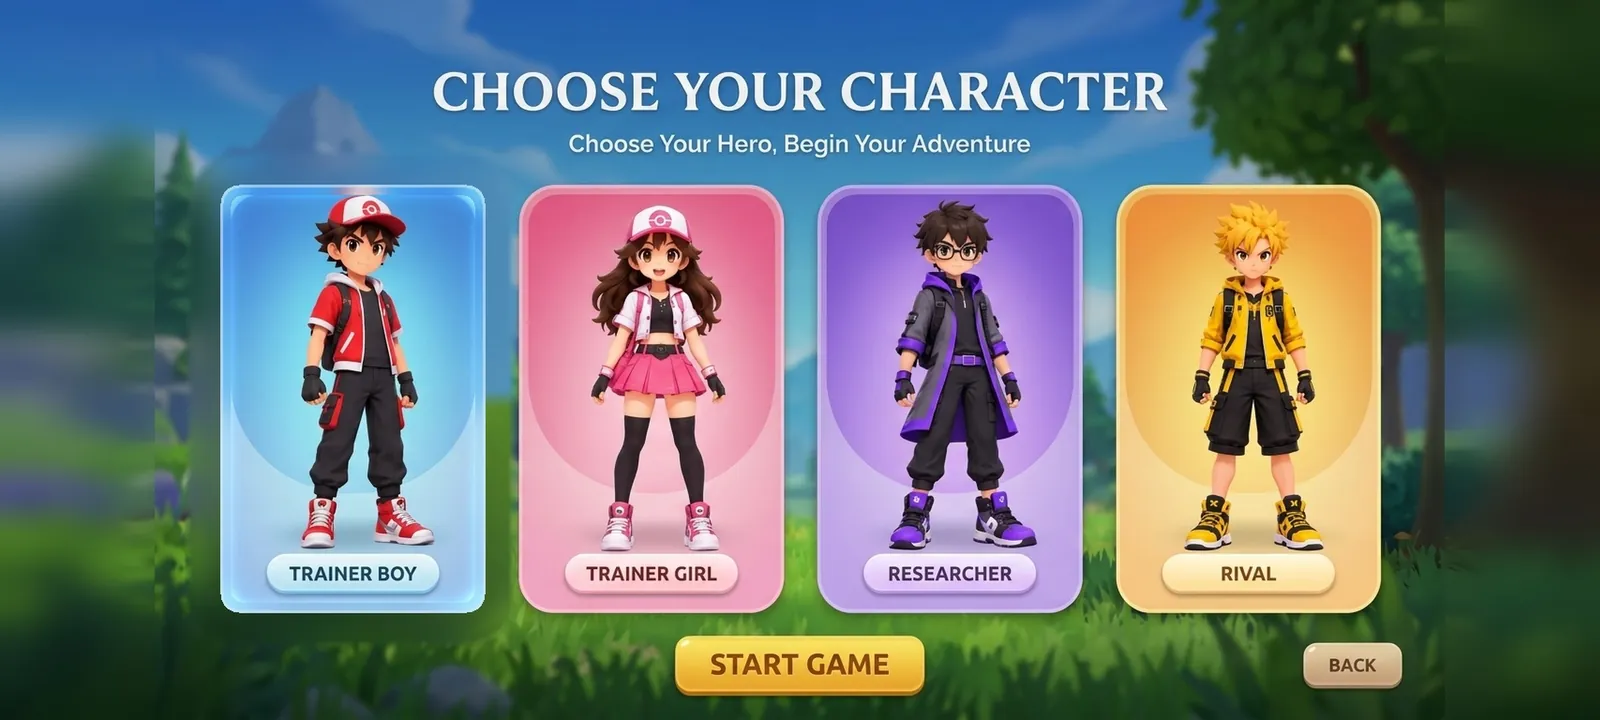 CHOOSE YOUR CHARACTER
Choose Your Hero, Begin Your Adventure
TRAINER BOY
TRAINER GIRL
RESEARCHER
RIVAL
START GAME
BACK